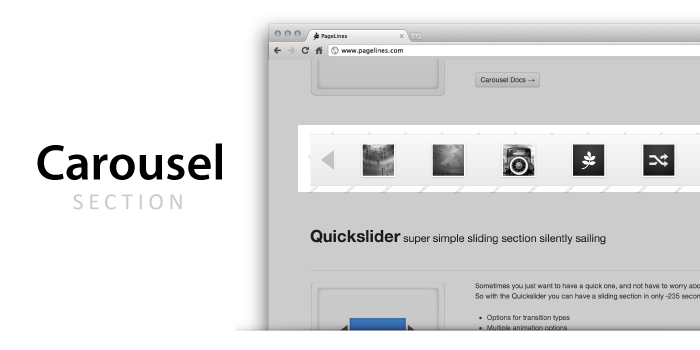 Carousel
SECTION
PageLines
www.pagelines.com
Carousel Docs →
Quickslider super simple sliding section silently sailing
Sometimes you just want to have a quick one, and not have to worry
So with the Quickslider you can have a sliding section in only -235
• Options for transition types
• Multiple animation options